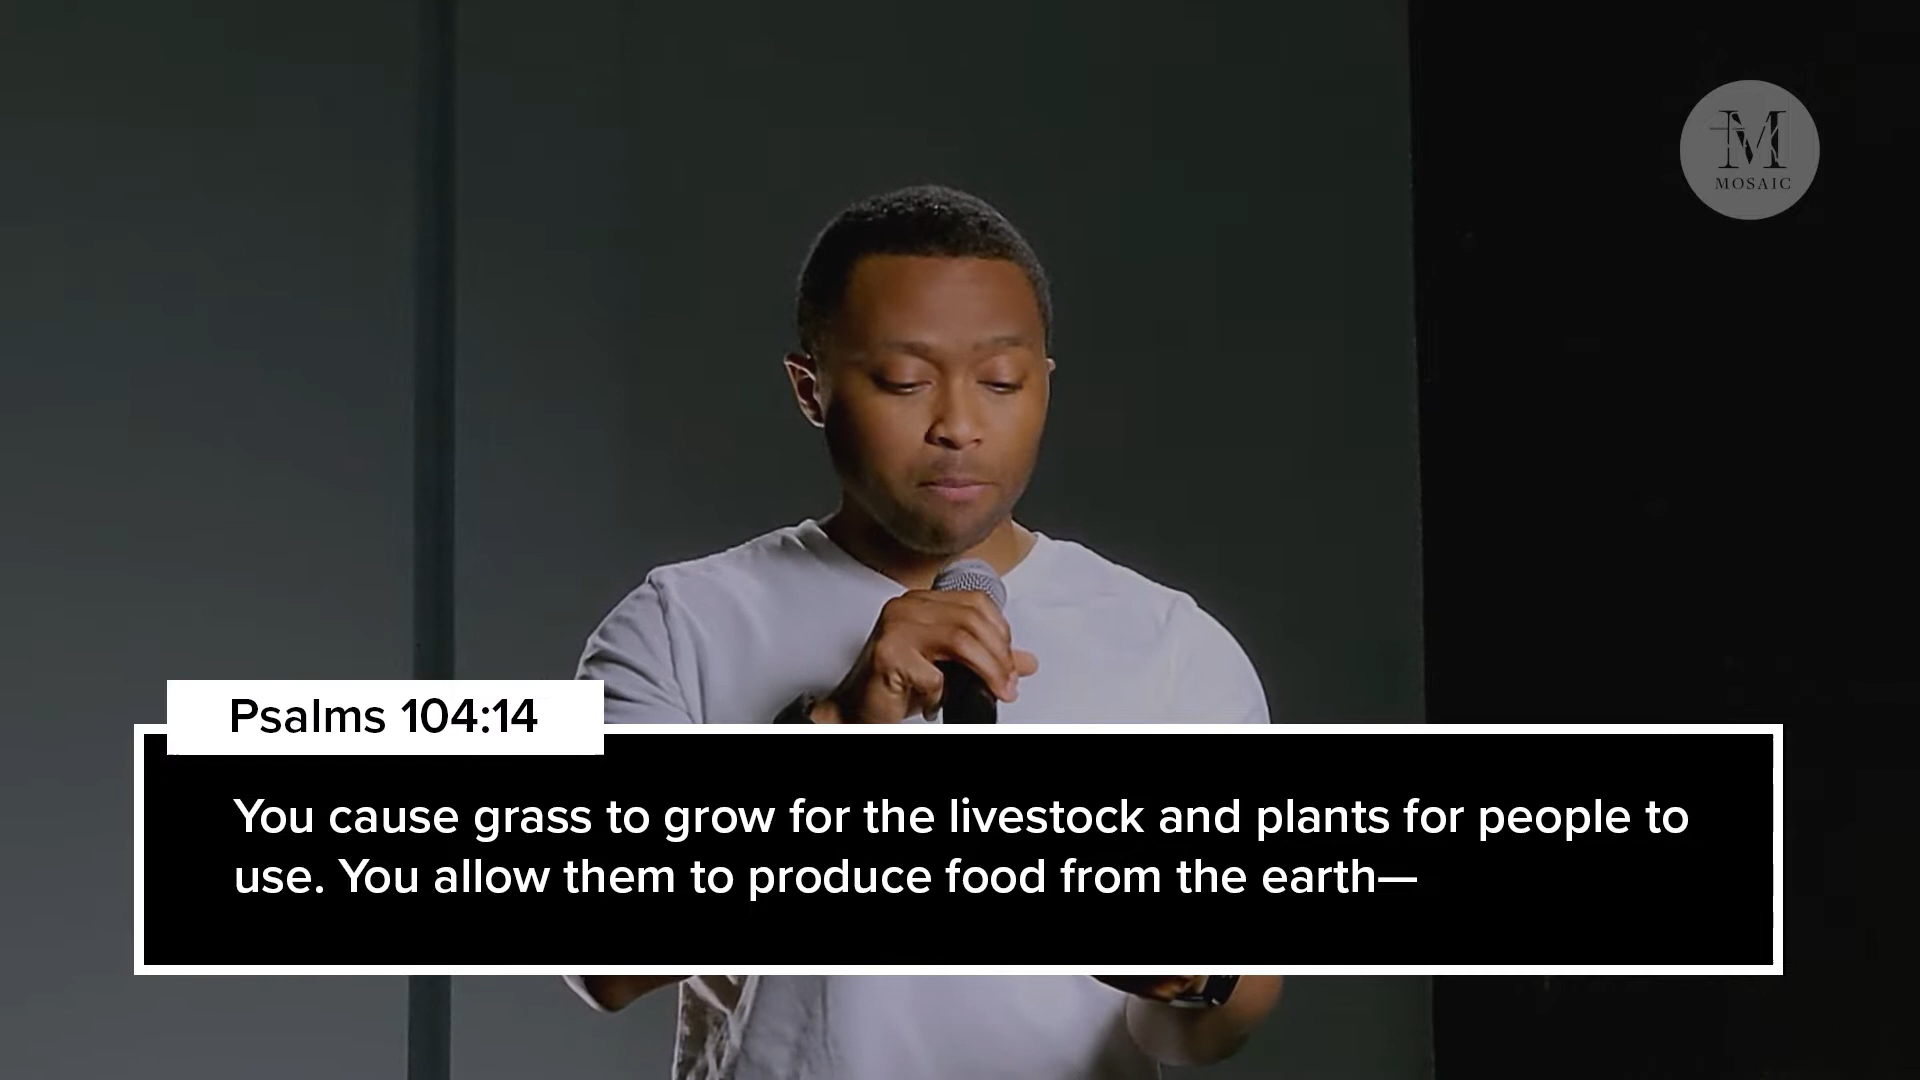 M
MOSAIC
Psalms 104:14
You cause grass to grow for the livestock and plants for people to
use. You allow them to produce food from the earth—